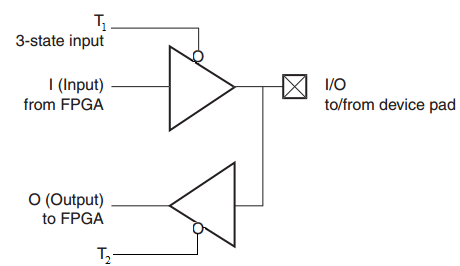 T1
3-state input
I (Input)
from FPGA
I/O
to/from device pad
O (Output)
to FPGA
T2